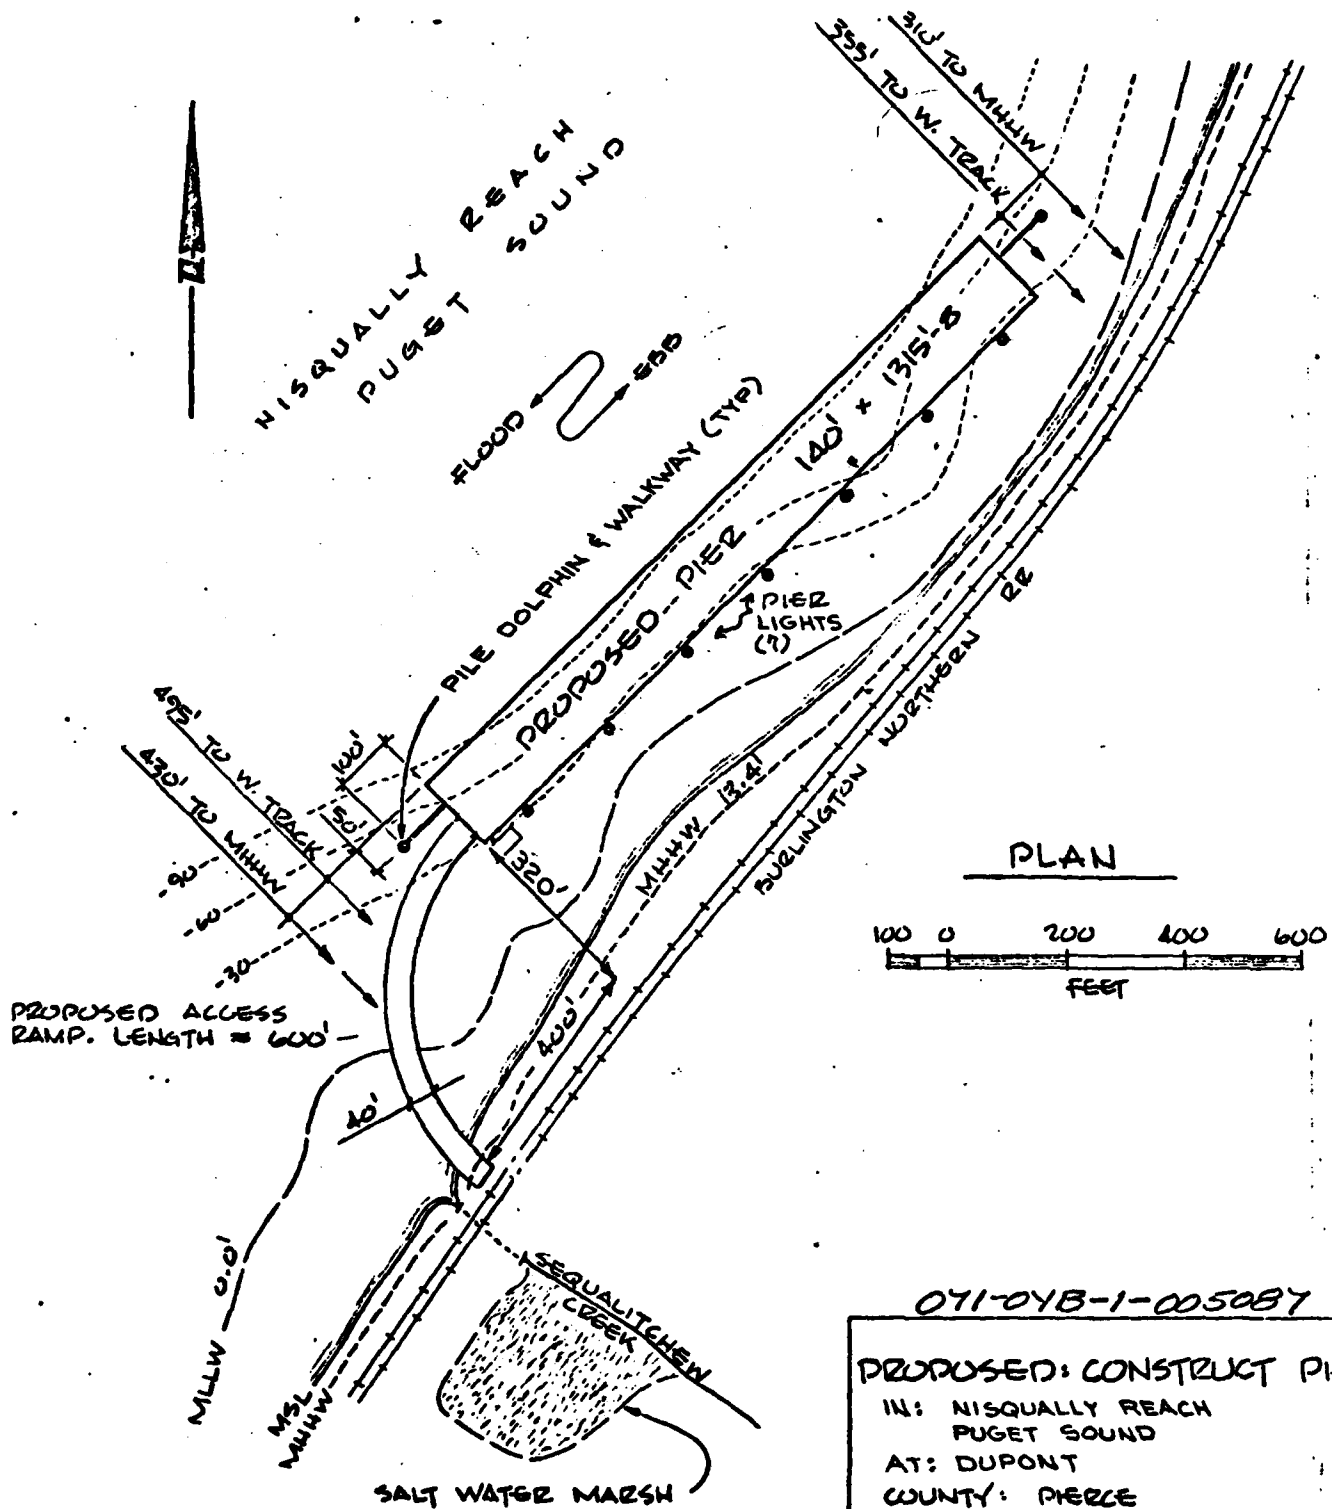 310' TO MHHW
355' TO W. TRACK
NISQUALLY REACH
PUGET SOUND
N
FLOOD
EBB
PILE DOLPHIN & WALKWAY (TYP)
140' x 1315'-8
PROPOSED PIER
PIER
LIGHTS
(7)
495' TO W. TRACK
430' TO MHHW
100'
50'
-90
-60
-30
320'
MHHW 13.4'
BURLINGTON NORTHERN RR
PLAN
100 0 200 400 600
FEET
PROPOSED ACCESS
RAMP. LENGTH ≈ 600'
400'
40'
MLLW 0.0'
MSL
MHHW
SEQUALITCHEW
CREEK
SALT WATER MARSH
071-OYB-1-005087
PROPOSED: CONSTRUCT PI
IN: NISQUALLY REACH
PUGET SOUND
AT: DUPONT
COUNTY: PIERCE